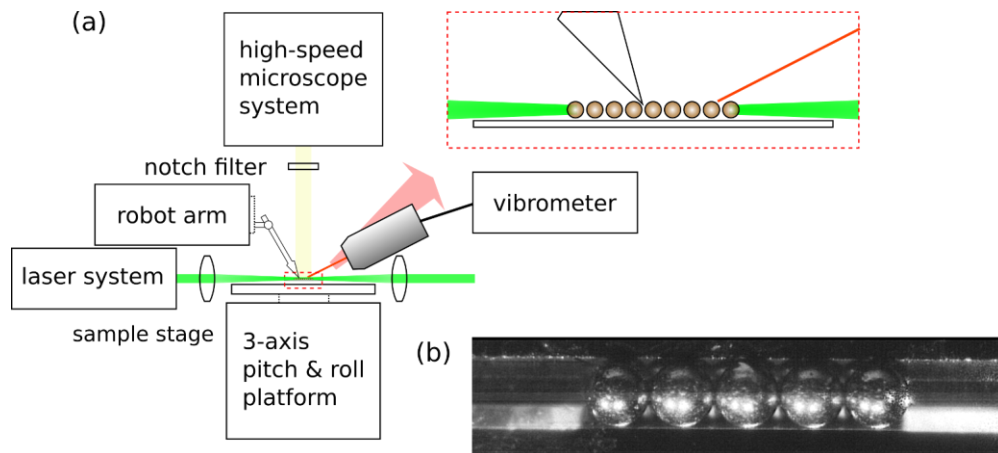 (a)
high-speed
microscope
system
notch filter
robot arm
vibrometer
laser system
sample stage
3-axis
pitch & roll
platform
(b)